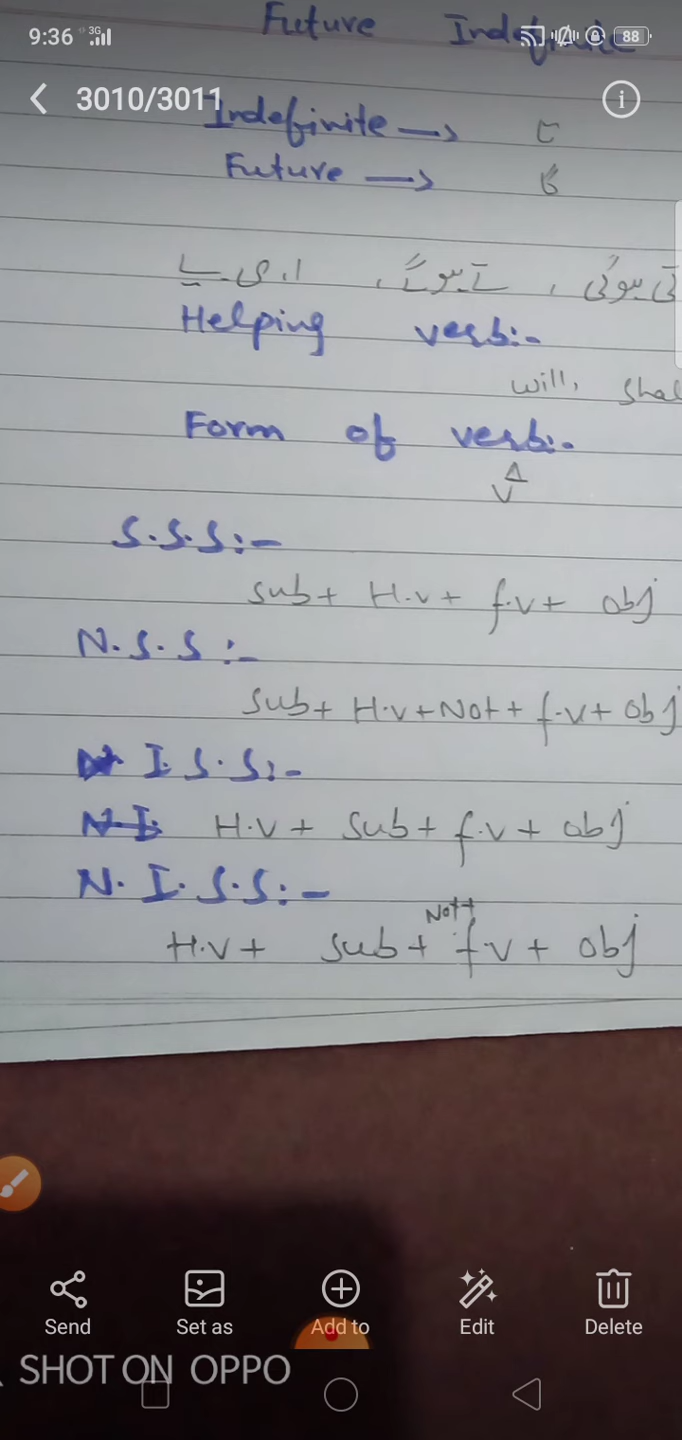 Future Indefinite
9:36 3G 88
3010/3011
Indefinite →
Future →
Helping verb:-
will,
Form of verb:-
S.S.S:-
Sub+ H.v+ f.v+ obj
N.S.S:-
Sub+ H.v+Not+ f.v+ obj
I.S.S:-
N.I. H.v+ Sub+ f.v+ obj
N.I.S.S:-
Not+
H.v+ Sub+ f.v+ obj
Send
Set as
Add to
Edit
Delete
SHOT ON OPPO